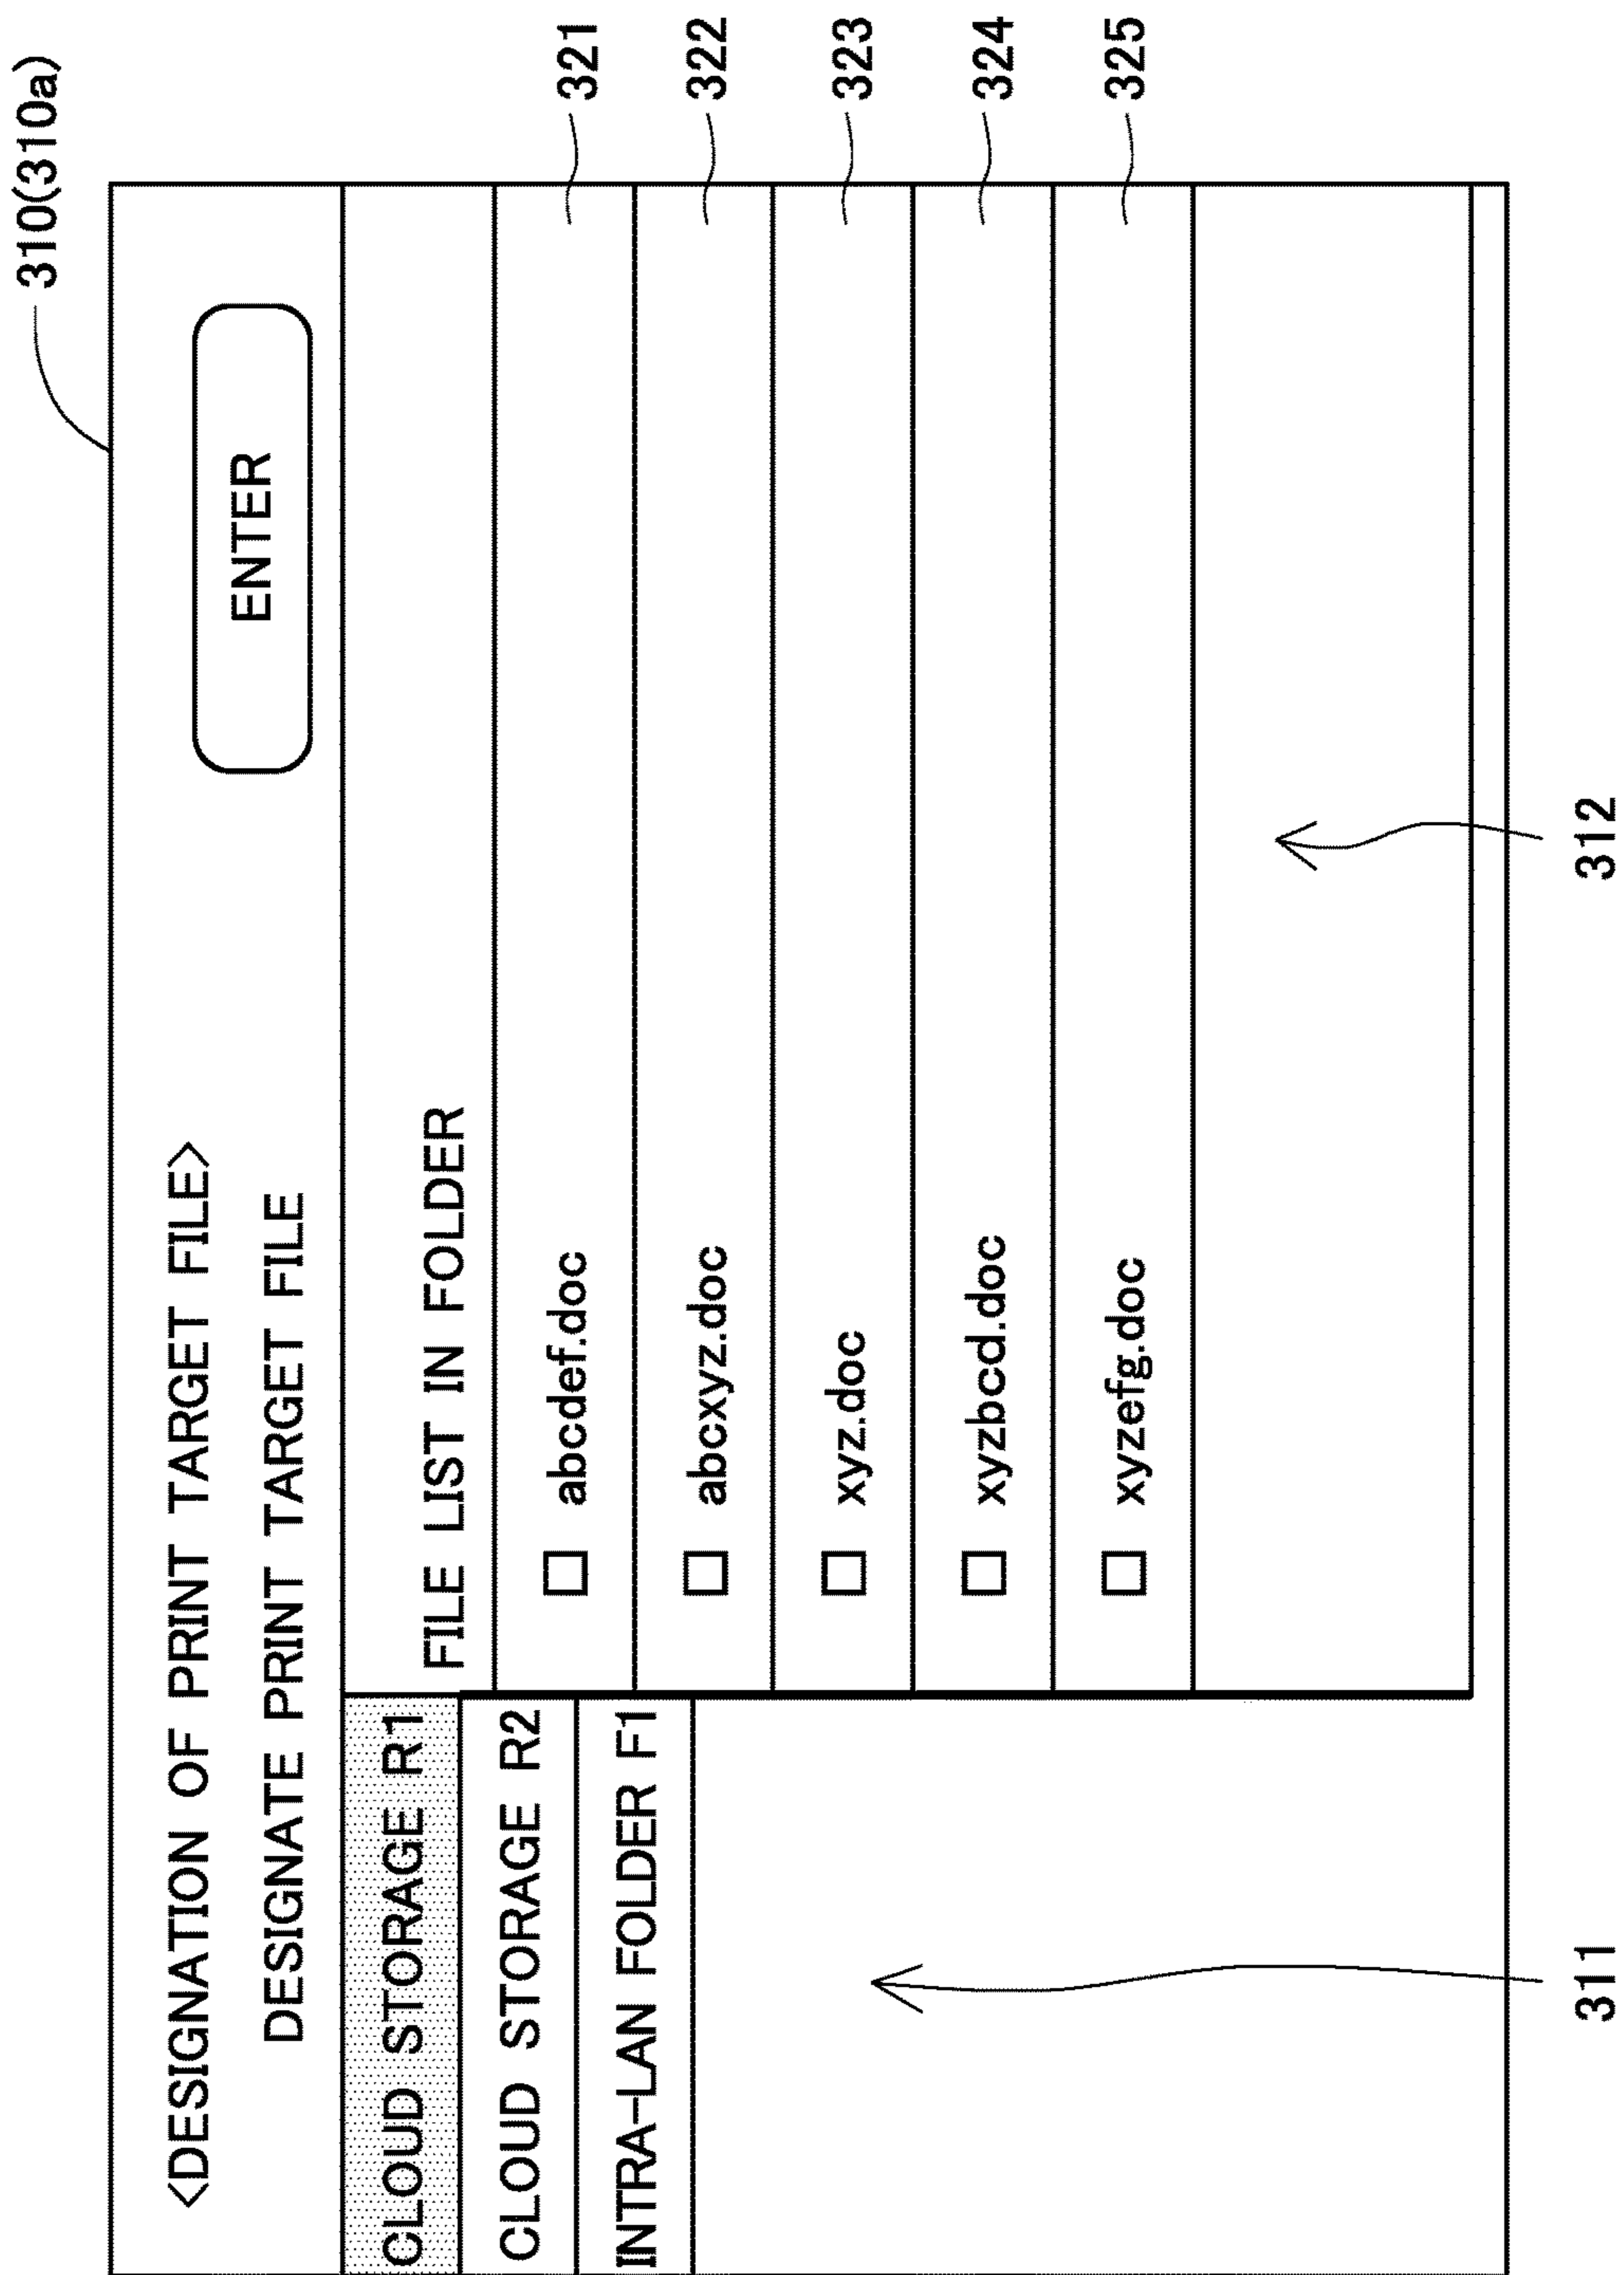 310(310a)
<DESIGNATION OF PRINT TARGET FILE>
DESIGNATE PRINT TARGET FILE
ENTER
CLOUD STORAGE R1
CLOUD STORAGE R2
INTRA-LAN FOLDER F1
FILE LIST IN FOLDER
abcdef.doc
321
abcxyz.doc
322
xyz.doc
323
xyzbcd.doc
324
xyzefg.doc
325
311
312